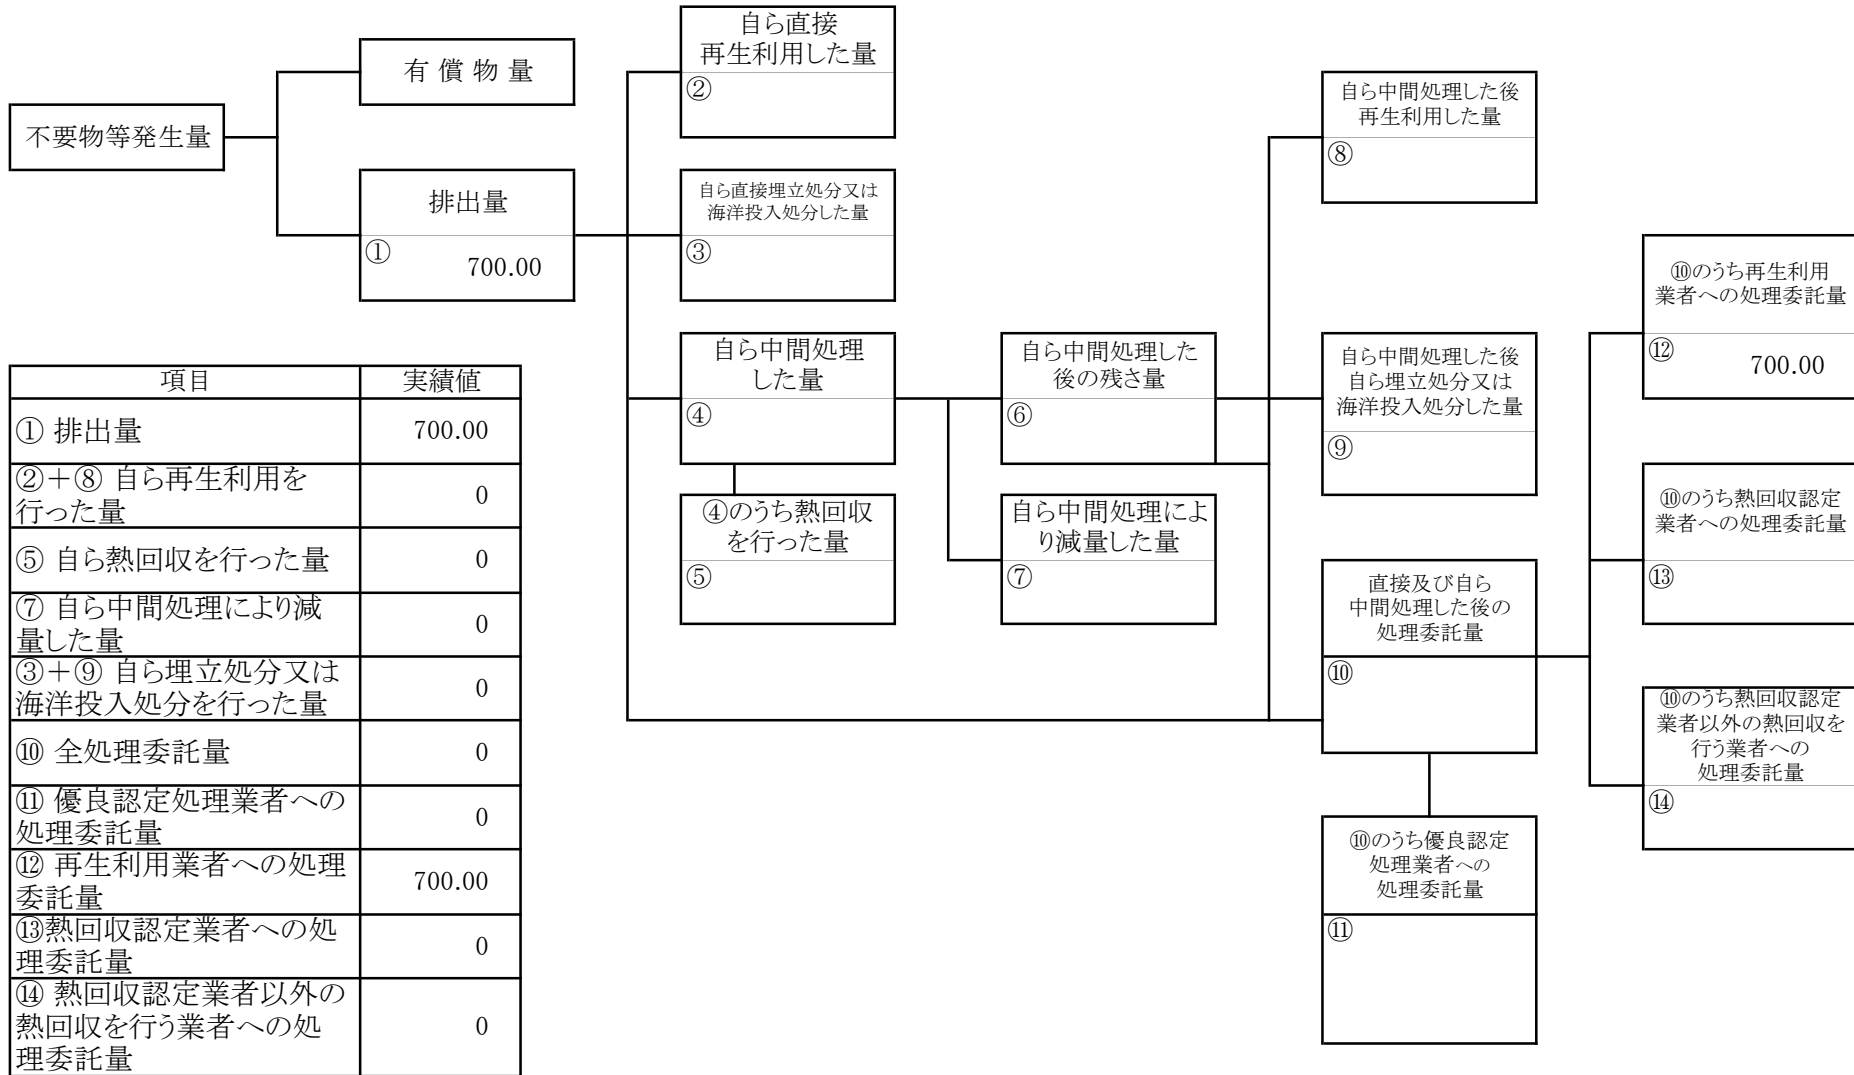 不要物等発生量
有 償 物 量
排出量
①
700.00
自ら直接
再生利用した量
②
自ら直接埋立処分又は
海洋投入処分した量
③
自ら中間処理
した量
④
④のうち熱回収
を行った量
⑤
自ら中間処理した
後の残さ量
⑥
自ら中間処理によ
り減量した量
⑦
自ら中間処理した後
再生利用した量
⑧
自ら中間処理した後
自ら埋立処分又は
海洋投入処分した量
⑨
直接及び自ら
中間処理した後の
処理委託量
⑩
⑩のうち優良認定
処理業者への
処理委託量
⑪
⑩のうち再生利用
業者への処理委託量
⑫
700.00
⑩のうち熱回収認定
業者への処理委託量
⑬
⑩のうち熱回収認定
業者以外の熱回収を
行う業者への
処理委託量
⑭
項目 実績値
① 排出量 700.00
②＋⑧ 自ら再生利用を
行った量 0
⑤ 自ら熱回収を行った量 0
⑦ 自ら中間処理により減
量した量 0
③＋⑨ 自ら埋立処分又は
海洋投入処分を行った量 0
⑩ 全処理委託量 0
⑪ 優良認定処理業者への
処理委託量 0
⑫ 再生利用業者への処理
委託量 700.00
⑬熱回収認定業者への処
理委託量 0
⑭ 熱回収認定業者以外の
熱回収を行う業者への処
理委託量 0